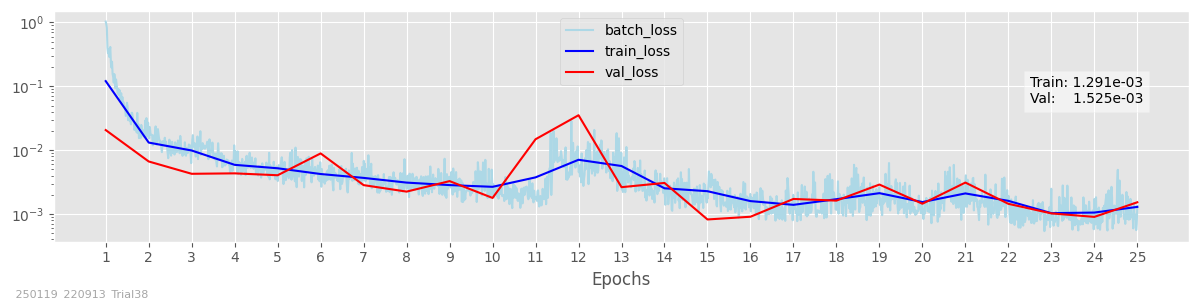 10⁰
10⁻¹
10⁻²
10⁻³
batch_loss
train_loss
val_loss
Train: 1.291e-03
Val: 1.525e-03
1 2 3 4 5 6 7 8 9 10 11 12 13 14 15 16 17 18 19 20 21 22 23 24 25
Epochs
250119_220913_Trial38